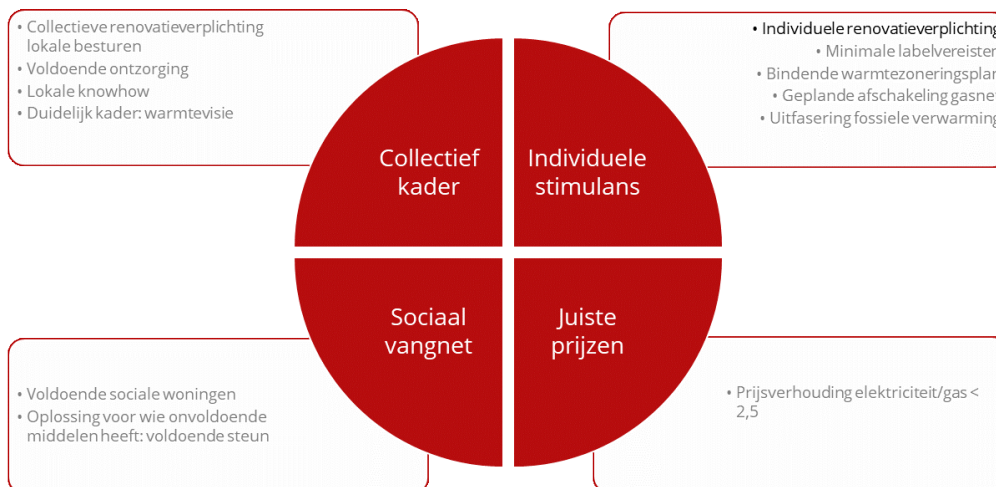 • Collectieve renovatieverplichting
lokale besturen
• Voldoende ontzorging
• Lokale knowhow
• Duidelijk kader: warmtevisie
• Individuele renovatieverplichting
• Minimale labelvereisten
• Bindende warmtezoneringsplan
• Geplande afschakeling gasnet
• Uitfasering fossiele verwarming
Collectief
kader
Individuele
stimulans
Sociaal
vangnet
Juiste
prijzen
• Voldoende sociale woningen
• Oplossing voor wie onvoldoende
middelen heeft: voldoende steun
• Prijsverhouding elektriciteit/gas <
2,5